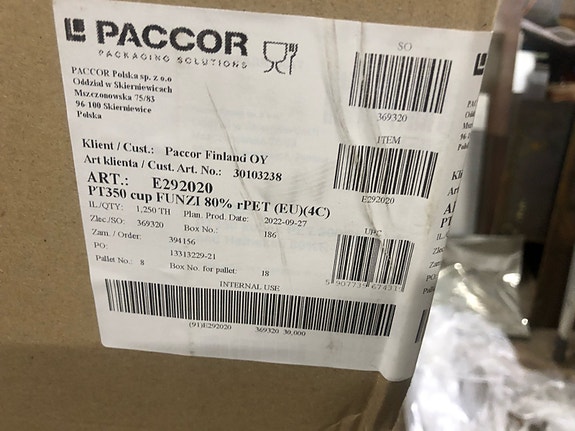 PACCOR
PACKAGING SOLUTIONS
PACCOR Polska sp. z o.o
Oddział w Skierniewicach
Mszczonowska 75/83
96-100 Skierniewice
Polska
SO
369320
Klient / Cust.: Paccor Finland OY
Art klienta / Cust. Art. No.: 30103238
ITEM
E292020
ART.: E292020
PT350 cup FUNZI 80% rPET (EU)(4C)
IL./QTY: 1,250 TH Plan. Prod. Date: 2022-09-27
Zlec./SO: 369320 Box No.: 186
UPC
Zam. / Order: 394156
PO: 13313229-21
Pallet No.: 8 Box No. for pallet: 18
INTERNAL USE
(91)E292020 369320 30,000